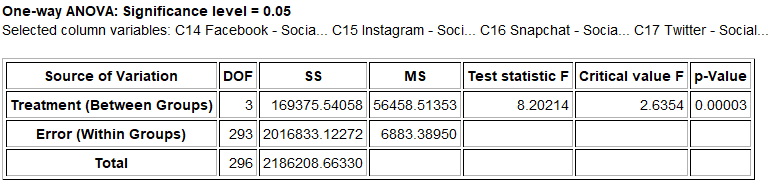 One-way ANOVA: Significance level = 0.05
Selected column variables: C14 Facebook - Socia... C15 Instagram - Soci... C16 Snapchat - Socia... C17 Twitter - Social...
Source of Variation DOF SS MS Test statistic F Critical value F p-Value
Treatment (Between Groups) 3 169375.54058 56458.51353 8.20214 2.6354 0.00003
Error (Within Groups) 293 2016833.12272 6883.38950
Total 296 2186208.66330